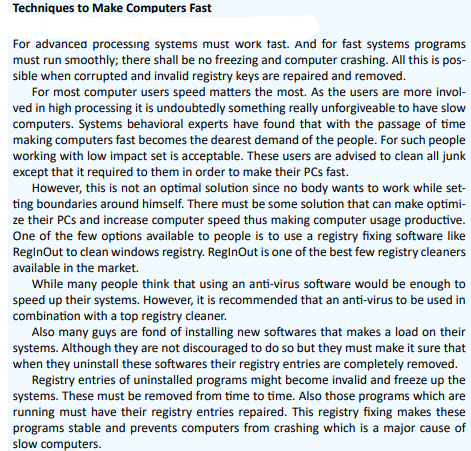 Techniques to Make Computers Fast
For advanced processing systems must work fast. And for fast systems programs
must run smoothly; there shall be no freezing and computer crashing. All this is pos-
sible when corrupted and invalid registry keys are repaired and removed.
For most computer users speed matters the most. As the users are more invol-
ved in high processing it is undoubtedly something really unforgiveable to have slow
computers. Systems behavioral experts have found that with the passage of time
making computers fast becomes the dearest demand of the people. For such people
working with low impact set is acceptable. These users are advised to clean all junk
except that it required to them in order to make their PCs fast.
However, this is not an optimal solution since no body wants to work while set-
ting boundaries around himself. There must be some solution that can make optimi-
ze their PCs and increase computer speed thus making computer usage productive.
One of the few options available to people is to use a registry fixing software like
RegInOut to clean windows registry. RegInOut is one of the best few registry cleaners
available in the market.
While many people think that using an anti-virus software would be enough to
speed up their systems. However, it is recommended that an anti-virus to be used in
combination with a top registry cleaner.
Also many guys are fond of installing new softwares that makes a load on their
systems. Although they are not discouraged to do so but they must make it sure that
when they uninstall these softwares their registry entries are completely removed.
Registry entries of uninstalled programs might become invalid and freeze up the
systems. These must be removed from time to time. Also those programs which are
running must have their registry entries repaired. This registry fixing makes these
programs stable and prevents computers from crashing which is a major cause of
slow computers.